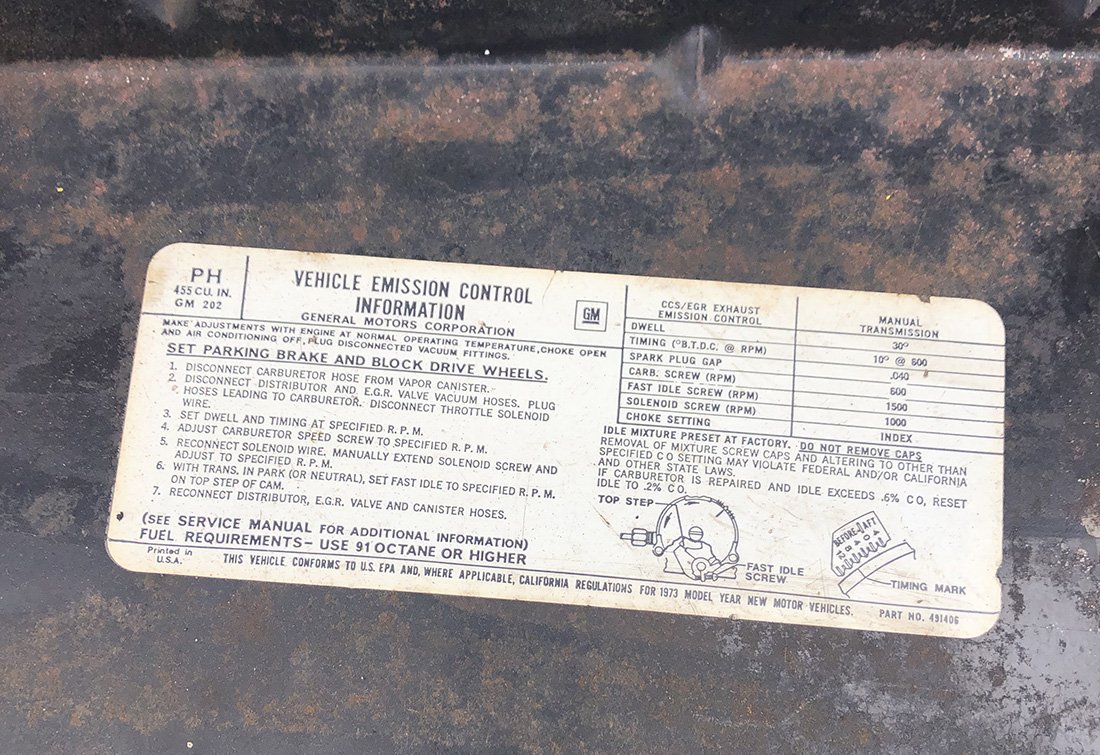 PH
455 CU. IN.
GM 202
VEHICLE EMISSION CONTROL
INFORMATION
GENERAL MOTORS CORPORATION
GM
MAKE ADJUSTMENTS WITH ENGINE AT NORMAL OPERATING TEMPERATURE, CHOKE OPEN
AND AIR CONDITIONING OFF, PLUG DISCONNECTED VACUUM FITTINGS.
SET PARKING BRAKE AND BLOCK DRIVE WHEELS.
1. DISCONNECT CARBURETOR HOSE FROM VAPOR CANISTER.
2. DISCONNECT DISTRIBUTOR AND E.G.R. VALVE VACUUM HOSES. PLUG
HOSES LEADING TO CARBURETOR. DISCONNECT THROTTLE SOLENOID
WIRE.
3. SET DWELL AND TIMING AT SPECIFIED R. P. M.
4. ADJUST CARBURETOR SPEED SCREW TO SPECIFIED R. P. M.
5. RECONNECT SOLENOID WIRE. MANUALLY EXTEND SOLENOID SCREW AND
ADJUST TO SPECIFIED R. P. M.
6. WITH TRANS. IN PARK (OR NEUTRAL), SET FAST IDLE TO SPECIFIED R. P. M.
ON TOP STEP OF CAM.
7. RECONNECT DISTRIBUTOR, E.G.R. VALVE AND CANISTER HOSES.
(SEE SERVICE MANUAL FOR ADDITIONAL INFORMATION)
FUEL REQUIREMENTS- USE 91 OCTANE OR HIGHER
CCS/EGR EXHAUST
EMISSION CONTROL
MANUAL
TRANSMISSION
DWELL 30°
TIMING (°B.T.D.C. @ RPM) 10° @ 600
SPARK PLUG GAP .040
CARB. SCREW (RPM) 600
FAST IDLE SCREW (RPM) 1500
SOLENOID SCREW (RPM) 1000
CHOKE SETTING INDEX
IDLE MIXTURE PRESET AT FACTORY. DO NOT REMOVE CAPS
REMOVAL OF MIXTURE SCREW CAPS AND ALTERING TO OTHER THAN
SPECIFIED CO SETTING MAY VIOLATE FEDERAL AND/OR CALIFORNIA
AND OTHER STATE LAWS.
IF CARBURETOR IS REPAIRED AND IDLE EXCEEDS .6% CO, RESET
IDLE TO .2% CO.
TOP STEP
FAST IDLE
SCREW
BEFORE AFT
TIMING MARK
Printed in
U.S.A.
THIS VEHICLE CONFORMS TO U.S. EPA AND, WHERE APPLICABLE, CALIFORNIA REGULATIONS FOR 1973 MODEL YEAR NEW MOTOR VEHICLES.
PART NO. 491406